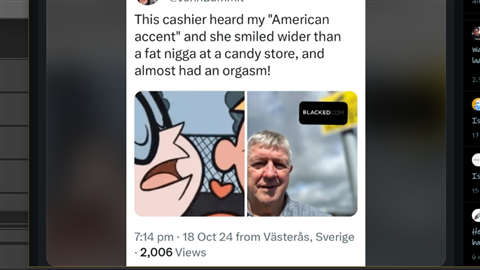 This cashier heard my "American
accent" and she smiled wider than
a fat nigga at a candy store, and
almost had an orgasm!
BLACKED.COM
7:14 pm · 18 Oct 24 from Västerås, Sverige
· 2,006 Views